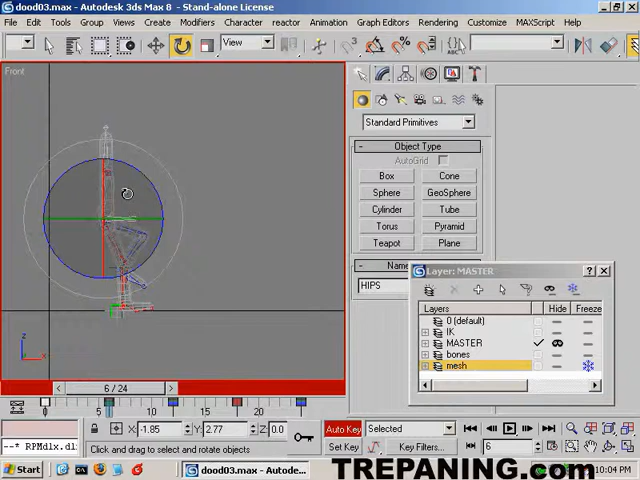 dood03.max - Autodesk 3ds Max 8 - Stand-alone License
File Edit Tools Group Views Create Modifiers Character reactor Animation Graph Editors Rendering Customize MAXScript Help
View
Front
Standard Primitives
- Object Type
AutoGrid
Box Cone
Sphere GeoSphere
Cylinder Tube
Torus Pyramid
Teapot Plane
HIPS
Layer: MASTER
Layers Hide Freeze
0 (default)
IK
MASTER
bones
mesh
z
x
6 / 24
0 5 10 15 20
X: -1.85 Y: 2.77 Z: 0.0
Auto Key Selected
Set Key Key Filters...
6
--* RPMdlx.dl:
Click and drag to select and rotate objects
Start dood03.max - Autodes... 10:04 PM
TREPANING.com